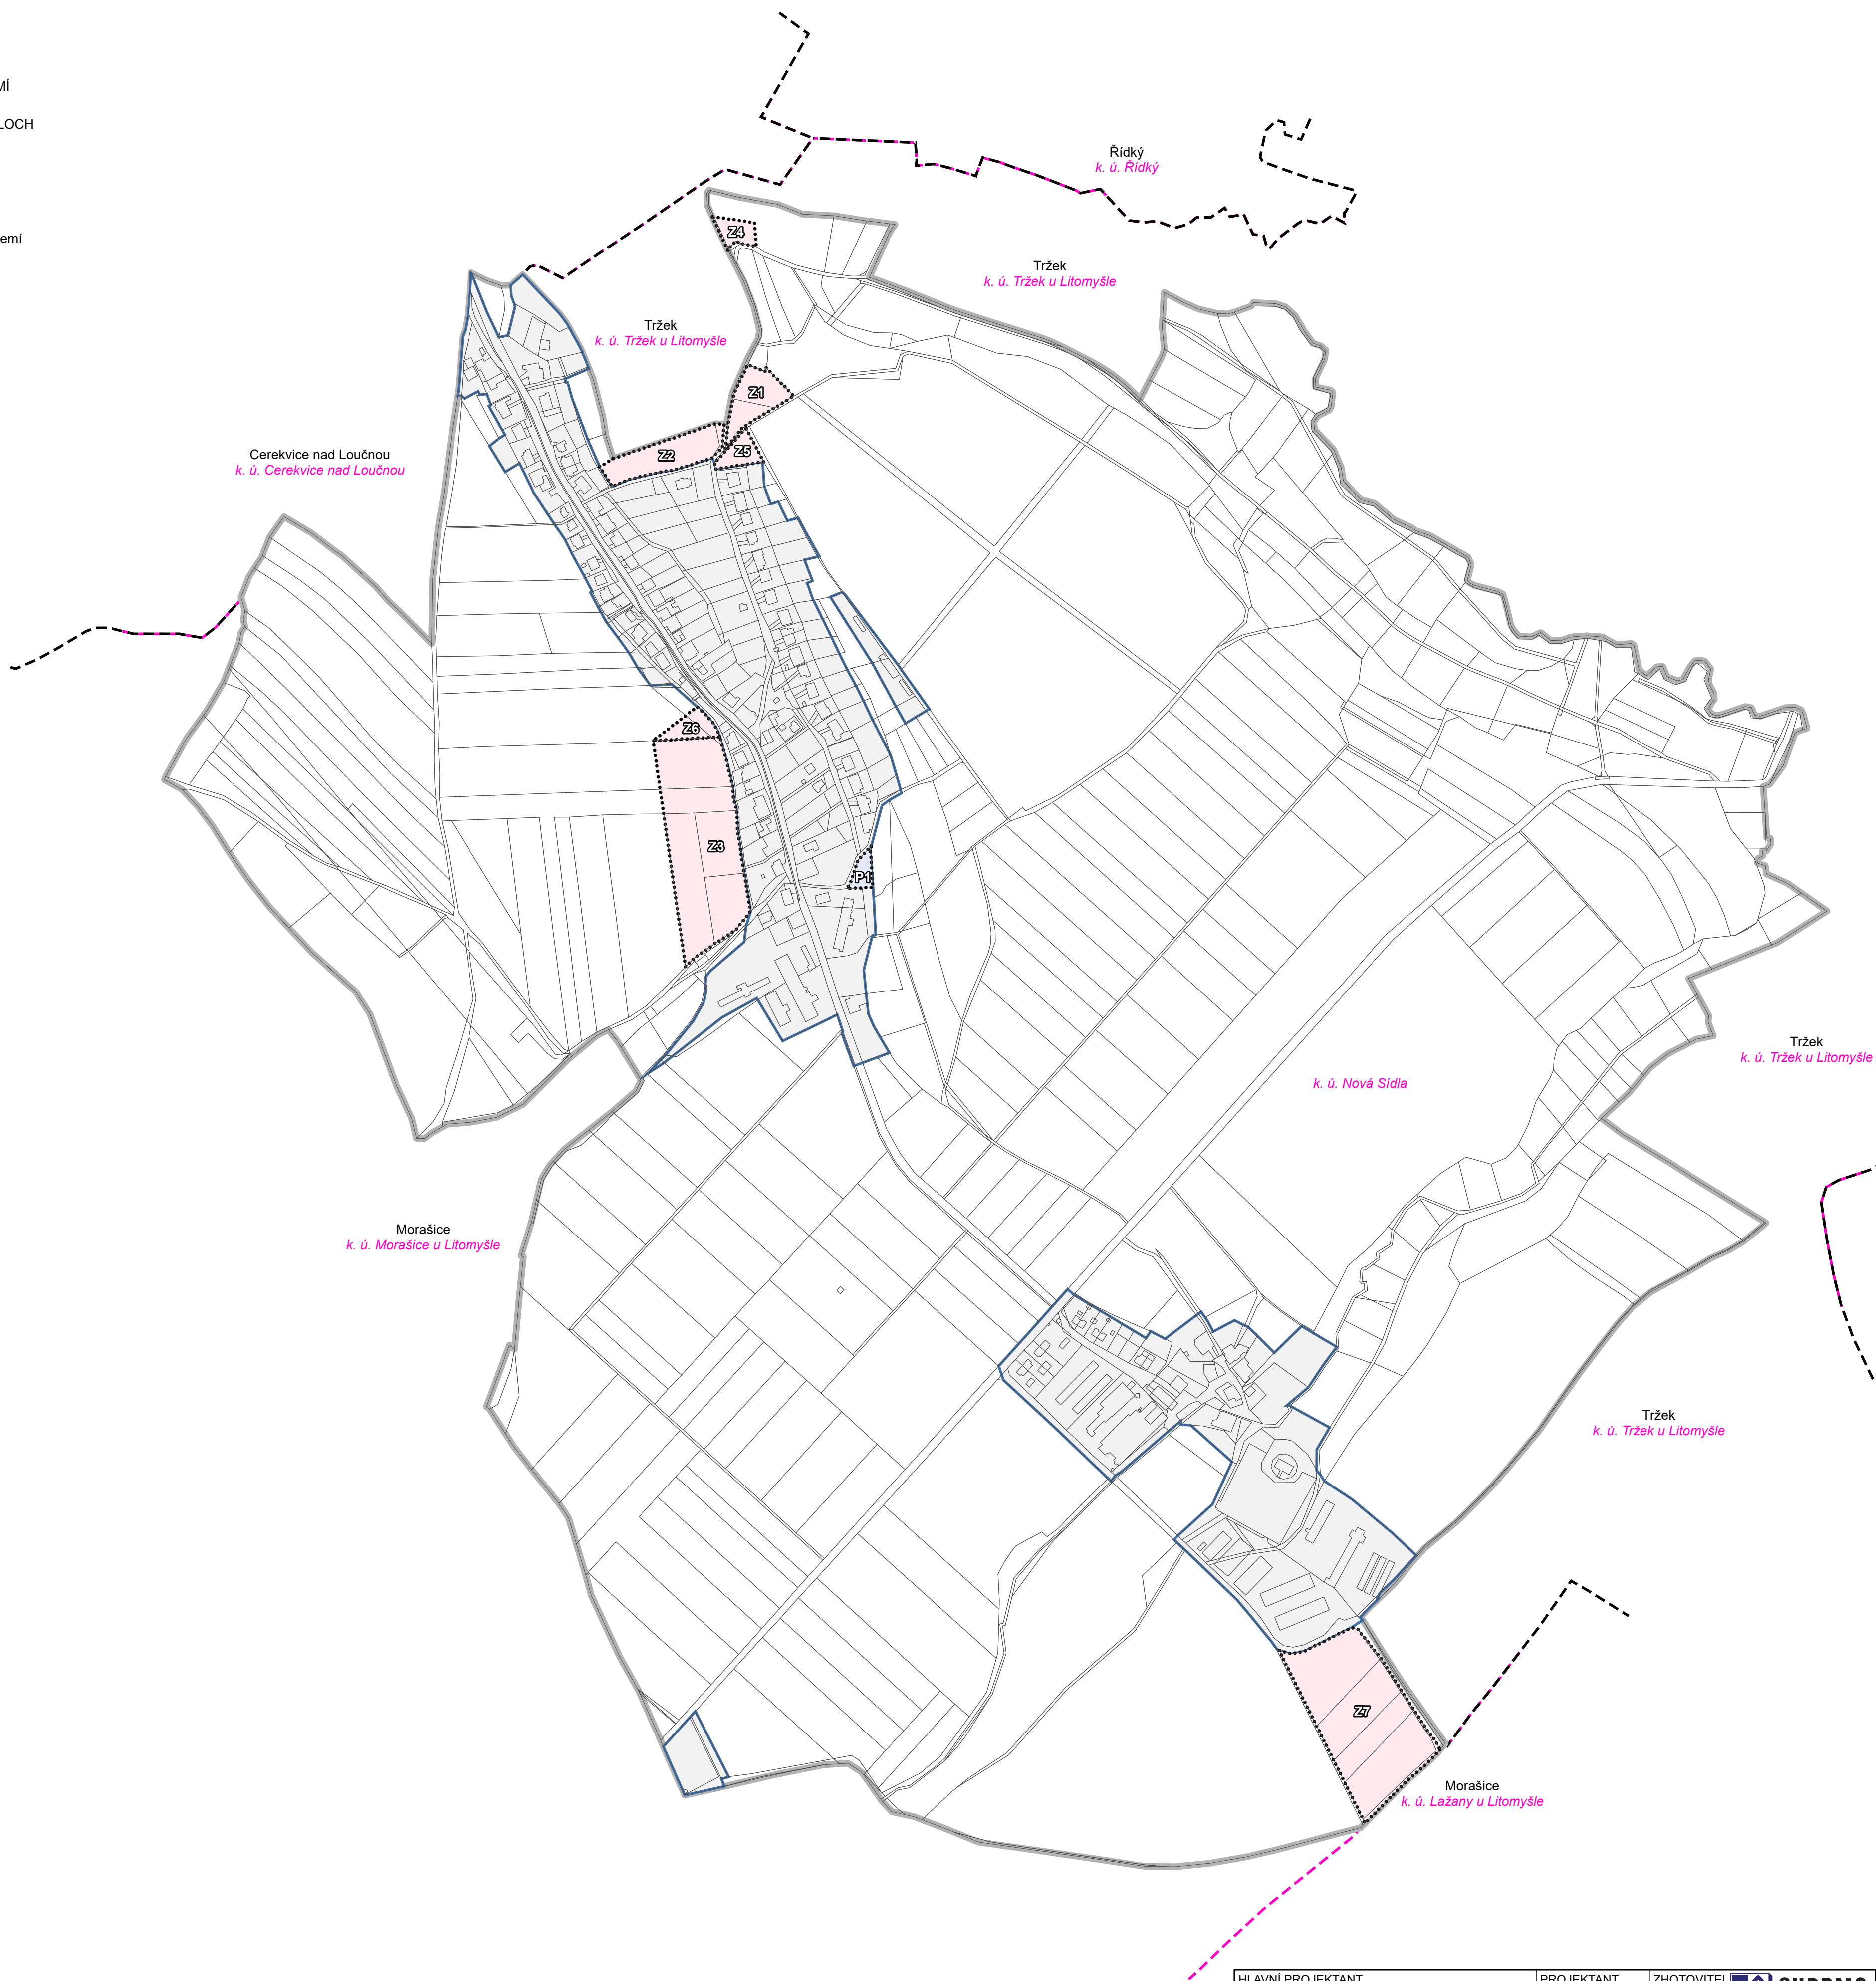 MÍ
LOCH
emí
Řídký
k. ú. Řídký
Z4
Tržek
k. ú. Tržek u Litomyšle
Tržek
k. ú. Tržek u Litomyšle
Z1
Cerekvice nad Loučnou
k. ú. Cerekvice nad Loučnou
Z2
Z5
Z6
Z3
P1
Tržek
k. ú. Tržek u Litomyšle
k. ú. Nová Sídla
Morašice
k. ú. Morašice u Litomyšle
Tržek
k. ú. Tržek u Litomyšle
Z7
Morašice
k. ú. Lažany u Litomyšle
HLAVNÍ PROJEKTANT PROJEKTANT ZHOTOVITEL